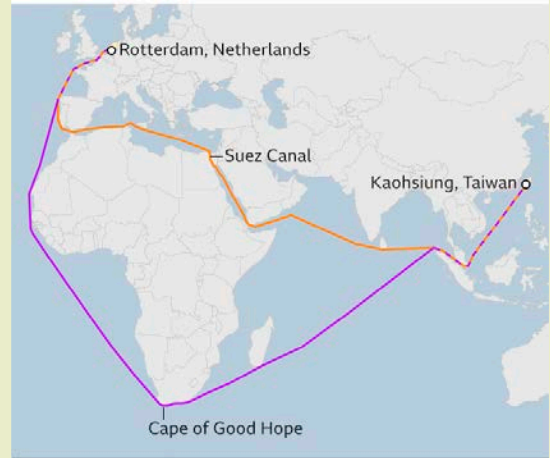 Rotterdam, Netherlands
Suez Canal
Kaohsiung, Taiwan
Cape of Good Hope